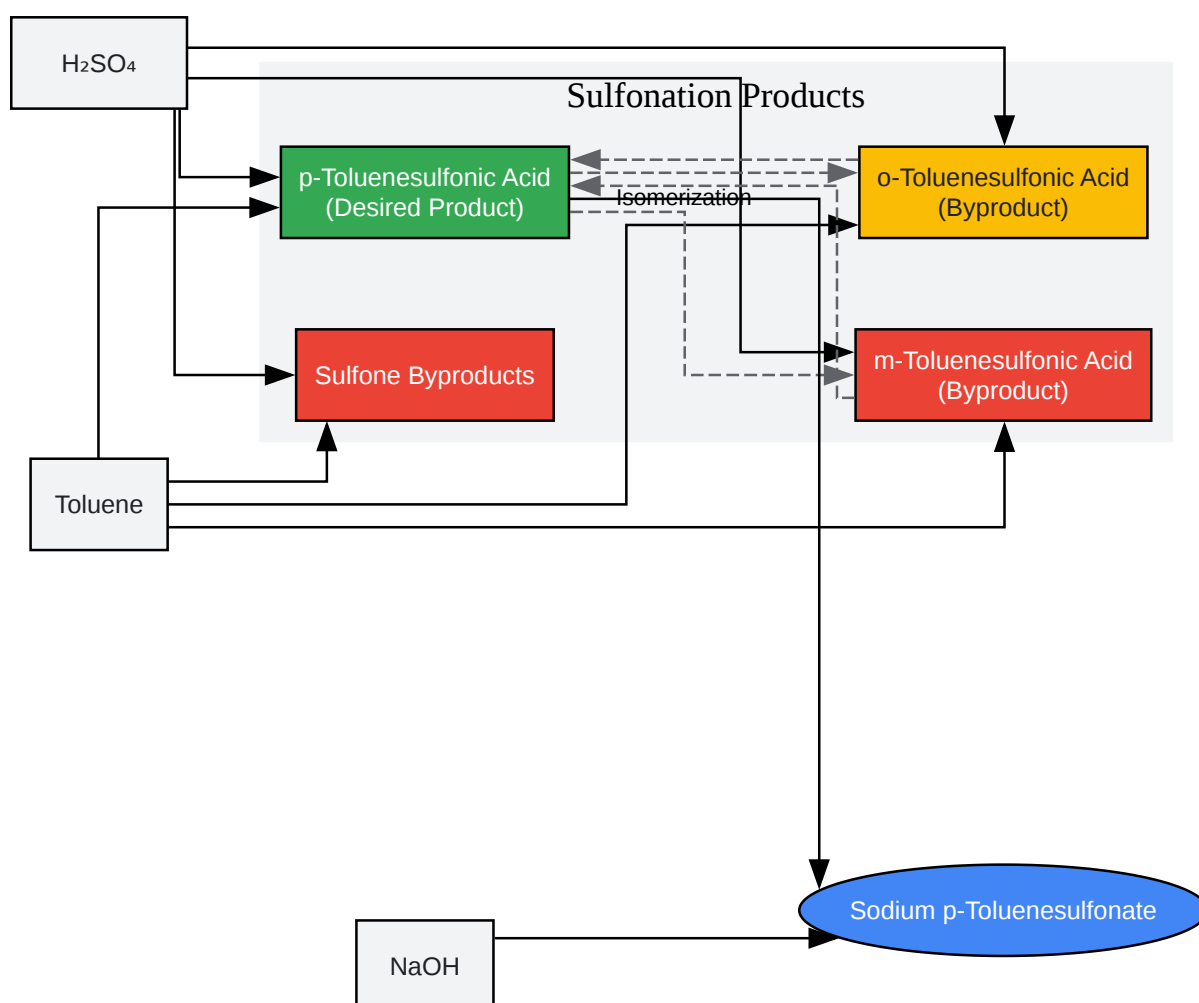 H₂SO₄
Sulfonation Products
p-Toluenesulfonic Acid
(Desired Product)
o-Toluenesulfonic Acid
(Byproduct)
Isomerization
Sulfone Byproducts
m-Toluenesulfonic Acid
(Byproduct)
Toluene
Sodium p-Toluenesulfonate
NaOH